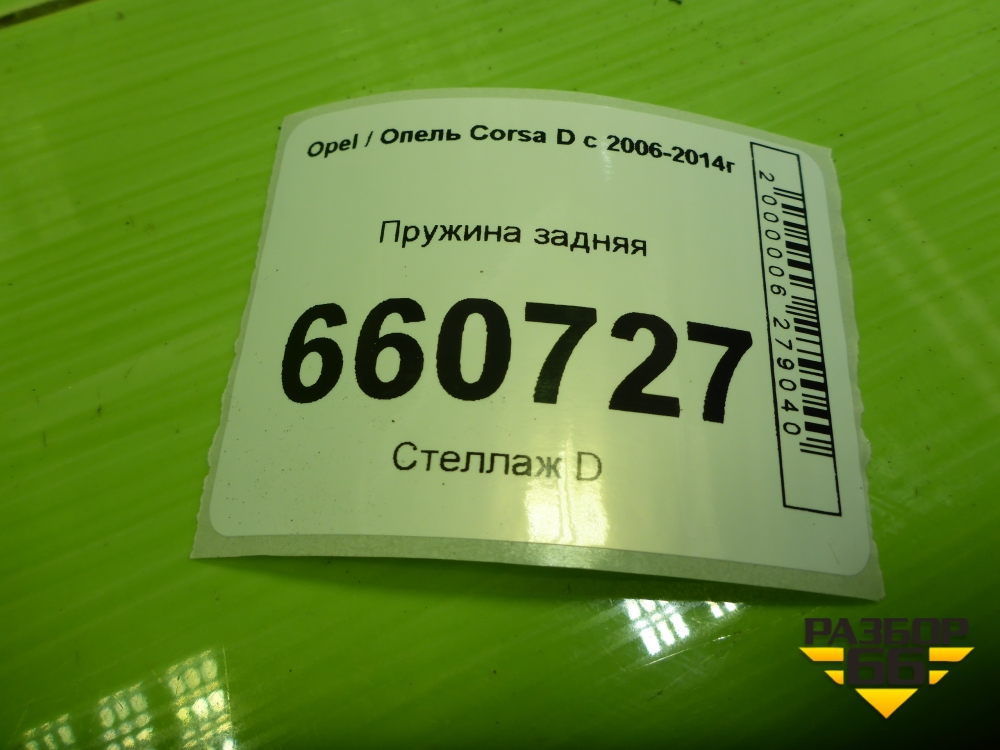 Opel / Опель Corsa D с 2006-2014г
Пружина задняя
660727
Стеллаж D
2000006279040
РАЗБОР
66